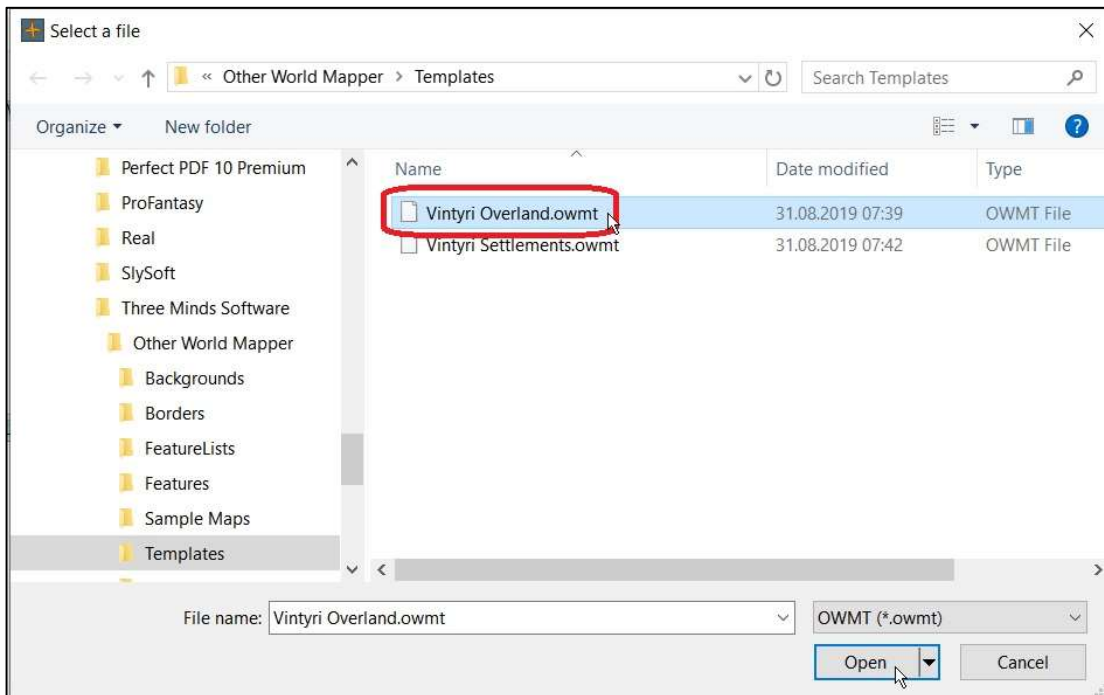 Select a file
« Other World Mapper > Templates
Search Templates
Organize
New folder
?
Name
Date modified
Type
Perfect PDF 10 Premium
ProFantasy
Real
SlySoft
Three Minds Software
Other World Mapper
Backgrounds
Borders
FeatureLists
Features
Sample Maps
Templates
Vintyri Overland.owmt 31.08.2019 07:39 OWMT File
Vintyri Settlements.owmt 31.08.2019 07:42 OWMT File
File name: Vintyri Overland.owmt
OWMT (*.owmt)
Open
Cancel